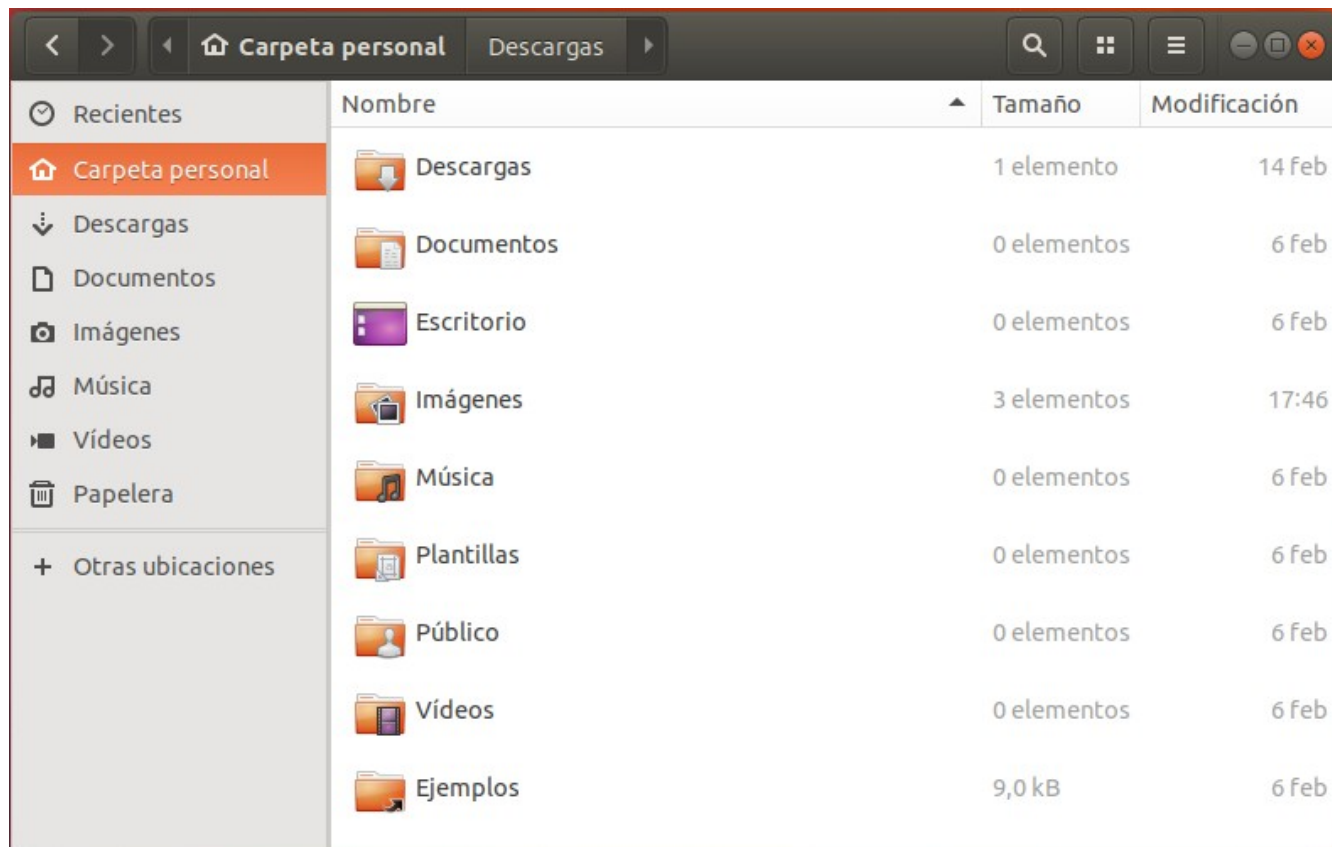 Carpeta personal Descargas
Recientes
Carpeta personal
Descargas
Documentos
Imágenes
Música
Vídeos
Papelera
Otras ubicaciones
Nombre Tamaño Modificación
Descargas 1 elemento 14 feb
Documentos 0 elementos 6 feb
Escritorio 0 elementos 6 feb
Imágenes 3 elementos 17:46
Música 0 elementos 6 feb
Plantillas 0 elementos 6 feb
Público 0 elementos 6 feb
Vídeos 0 elementos 6 feb
Ejemplos 9,0 kB 6 feb